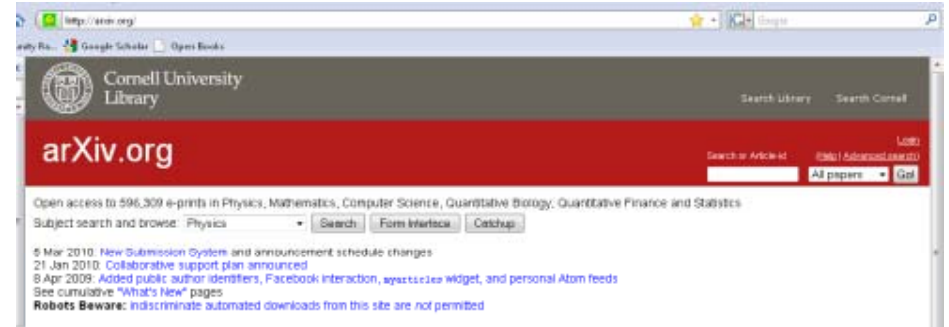 http://arxiv.org/
Google
Google Scholar Open Books
Cornell University
Library
Search Library Search Cornell
arXiv.org
Login
Search or Article-id (Help | Advanced search)
All papers Go!
Open access to 596,309 e-prints in Physics, Mathematics, Computer Science, Quantitative Biology, Quantitative Finance and Statistics
Subject search and browse: Physics Search Form Interface Catchup
5 Mar 2010: New Submission System and announcement schedule changes
21 Jan 2010: Collaborative support plan announced
8 Apr 2009: Added public author identifiers, Facebook interaction, myarticles widget, and personal Atom feeds
See cumulative "What's New" pages
Robots Beware: indiscriminate automated downloads from this site are not permitted